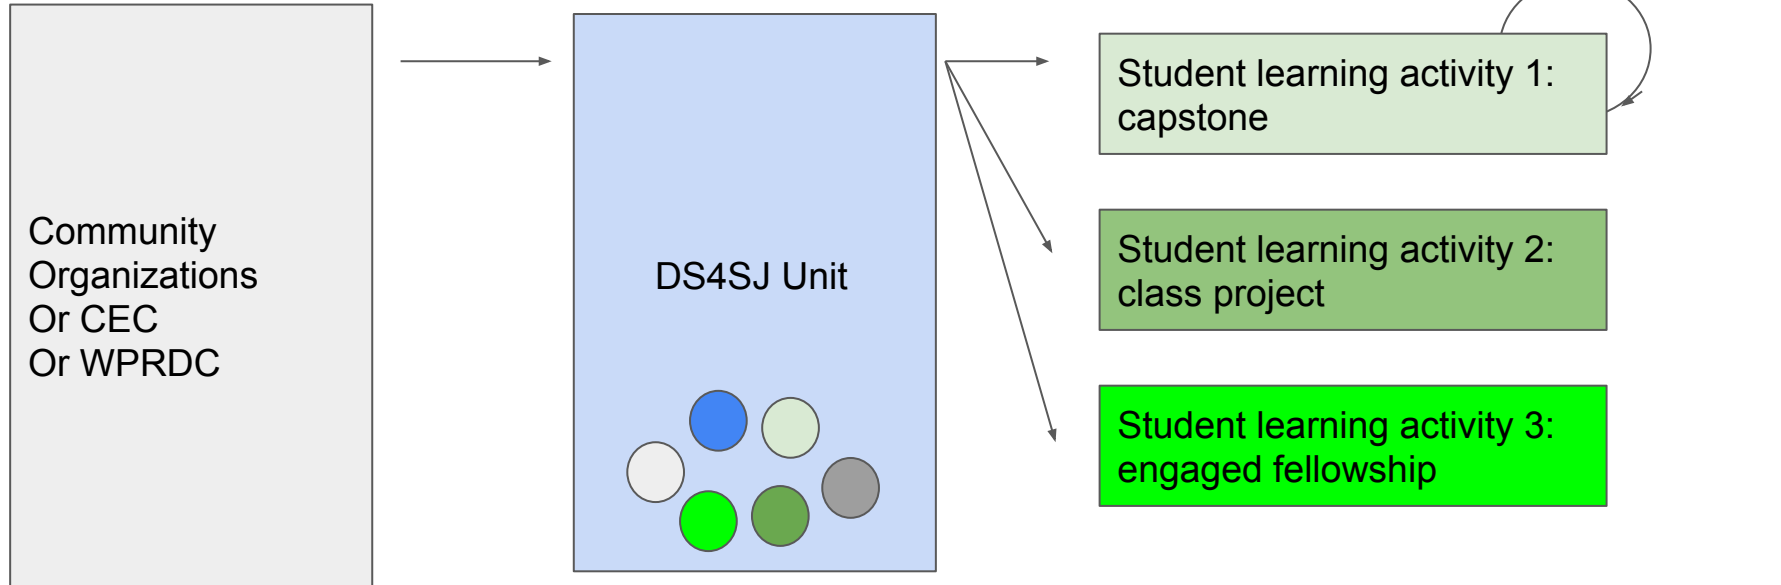 Community
Organizations
Or CEC
Or WPRDC
DS4SJ Unit
Student learning activity 1:
capstone
Student learning activity 2:
class project
Student learning activity 3:
engaged fellowship